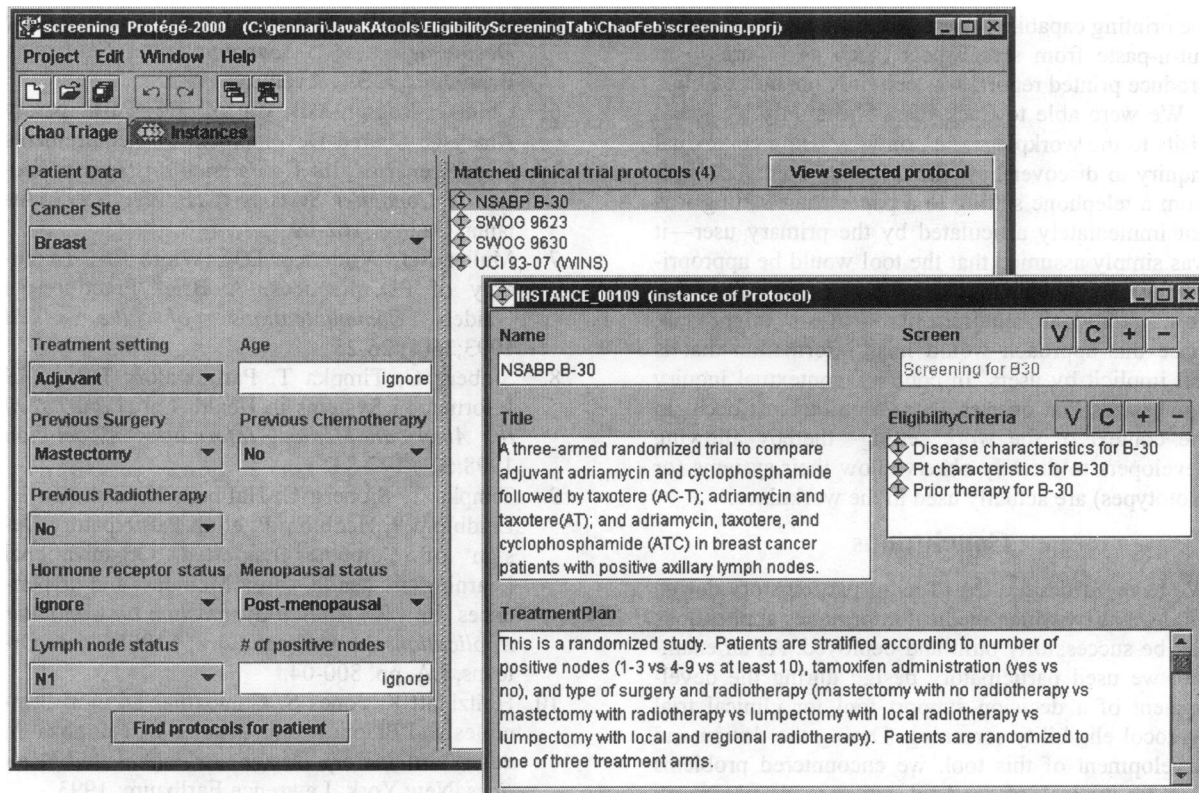 screening Protégé-2000 (C:\gennari\JavaKAtools\EligibilityScreeningTab\ChaoFeb\screening.pprj)
Project Edit Window Help
Chao Triage Instances
Patient Data
Cancer Site
Breast
Treatment setting Age
Adjuvant ignore
Previous Surgery Previous Chemotherapy
Mastectomy No
Previous Radiotherapy
No
Hormone receptor status Menopausal status
ignore Post-menopausal
Lymph node status # of positive nodes
N1 ignore
Find protocols for patient
Matched clinical trial protocols (4) View selected protocol
NSABP B-30
SWOG 9623
SWOG 9630
UCI 93-07 (WINS)
INSTANCE_00109 (instance of Protocol)
Name
NSABP B-30
Screen V C + −
Screening for B30
Title
A three-armed randomized trial to compare
adjuvant adriamycin and cyclophosphamide
followed by taxotere (AC-T); adriamycin and
taxotere(AT); and adriamycin, taxotere, and
cyclophosphamide (ATC) in breast cancer
patients with positive axillary lymph nodes.
EligibilityCriteria V C + −
Disease characteristics for B-30
Pt characteristics for B-30
Prior therapy for B-30
TreatmentPlan
This is a randomized study. Patients are stratified according to number of
positive nodes (1-3 vs 4-9 vs at least 10), tamoxifen administration (yes vs
no), and type of surgery and radiotherapy (mastectomy with no radiotherapy vs
mastectomy with radiotherapy vs lumpectomy with local radiotherapy vs
lumpectomy with local and regional radiotherapy). Patients are randomized to
one of three treatment arms.